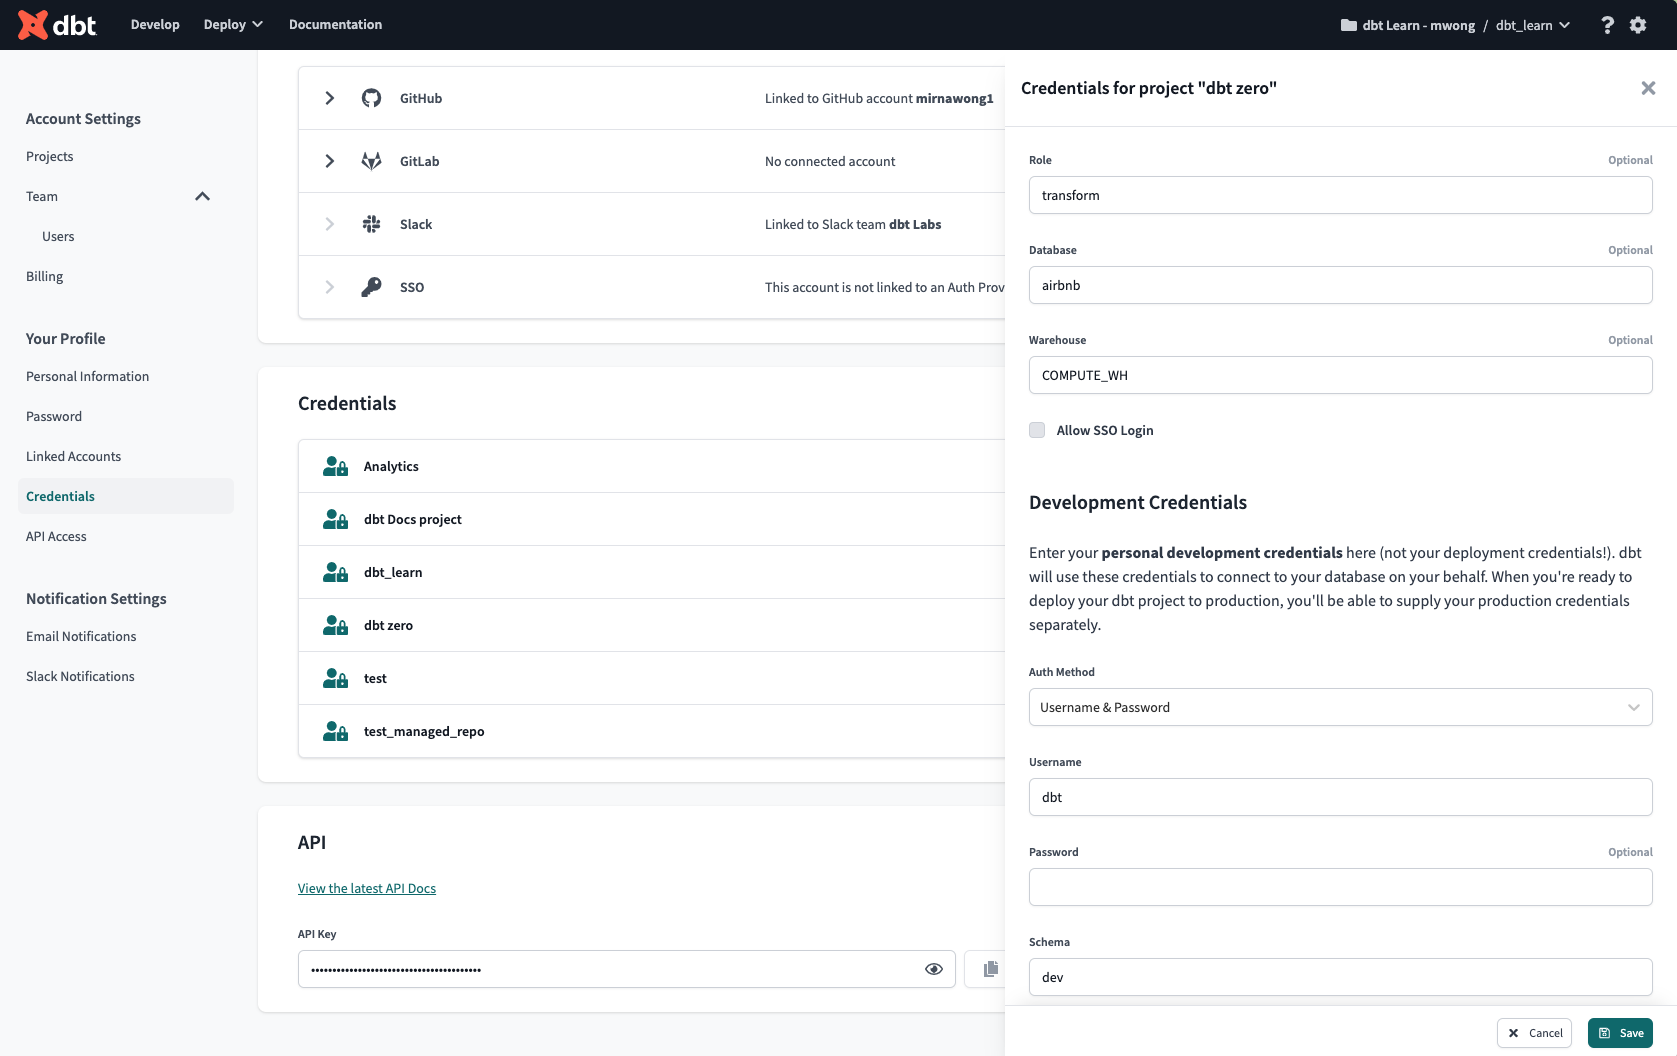 dbt
Develop
Deploy
Documentation
dbt Learn - mwong / dbt_learn
?
Account Settings
Projects
Team
Users
Billing
Your Profile
Personal Information
Password
Linked Accounts
Credentials
API Access
Notification Settings
Email Notifications
Slack Notifications
GitHub
Linked to GitHub account mirnawong1
GitLab
No connected account
Slack
Linked to Slack team dbt Labs
SSO
This account is not linked to an Auth Prov
Credentials
Analytics
dbt Docs project
dbt_learn
dbt zero
test
test_managed_repo
API
View the latest API Docs
API Key
••••••••••••••••••••••••••••••••••••••••
Credentials for project "dbt zero"
Role
Optional
transform
Database
Optional
airbnb
Warehouse
Optional
COMPUTE_WH
Allow SSO Login
Development Credentials
Enter your personal development credentials here (not your deployment credentials!). dbt
will use these credentials to connect to your database on your behalf. When you're ready to
deploy your dbt project to production, you'll be able to supply your production credentials
separately.
Auth Method
Username & Password
Username
dbt
Password
Optional
Schema
dev
Cancel
Save